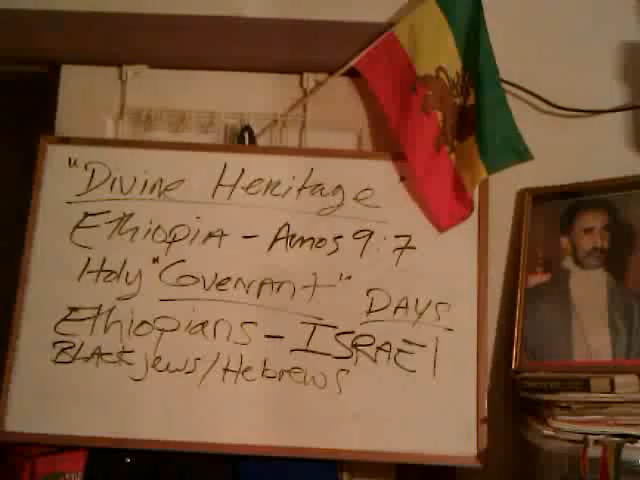 "Divine Heritage"
Ethiopia - Amos 9:7
Holy "Covenant" DAYS
Ethiopians - ISRAEl
BLACK Jews/Hebrews